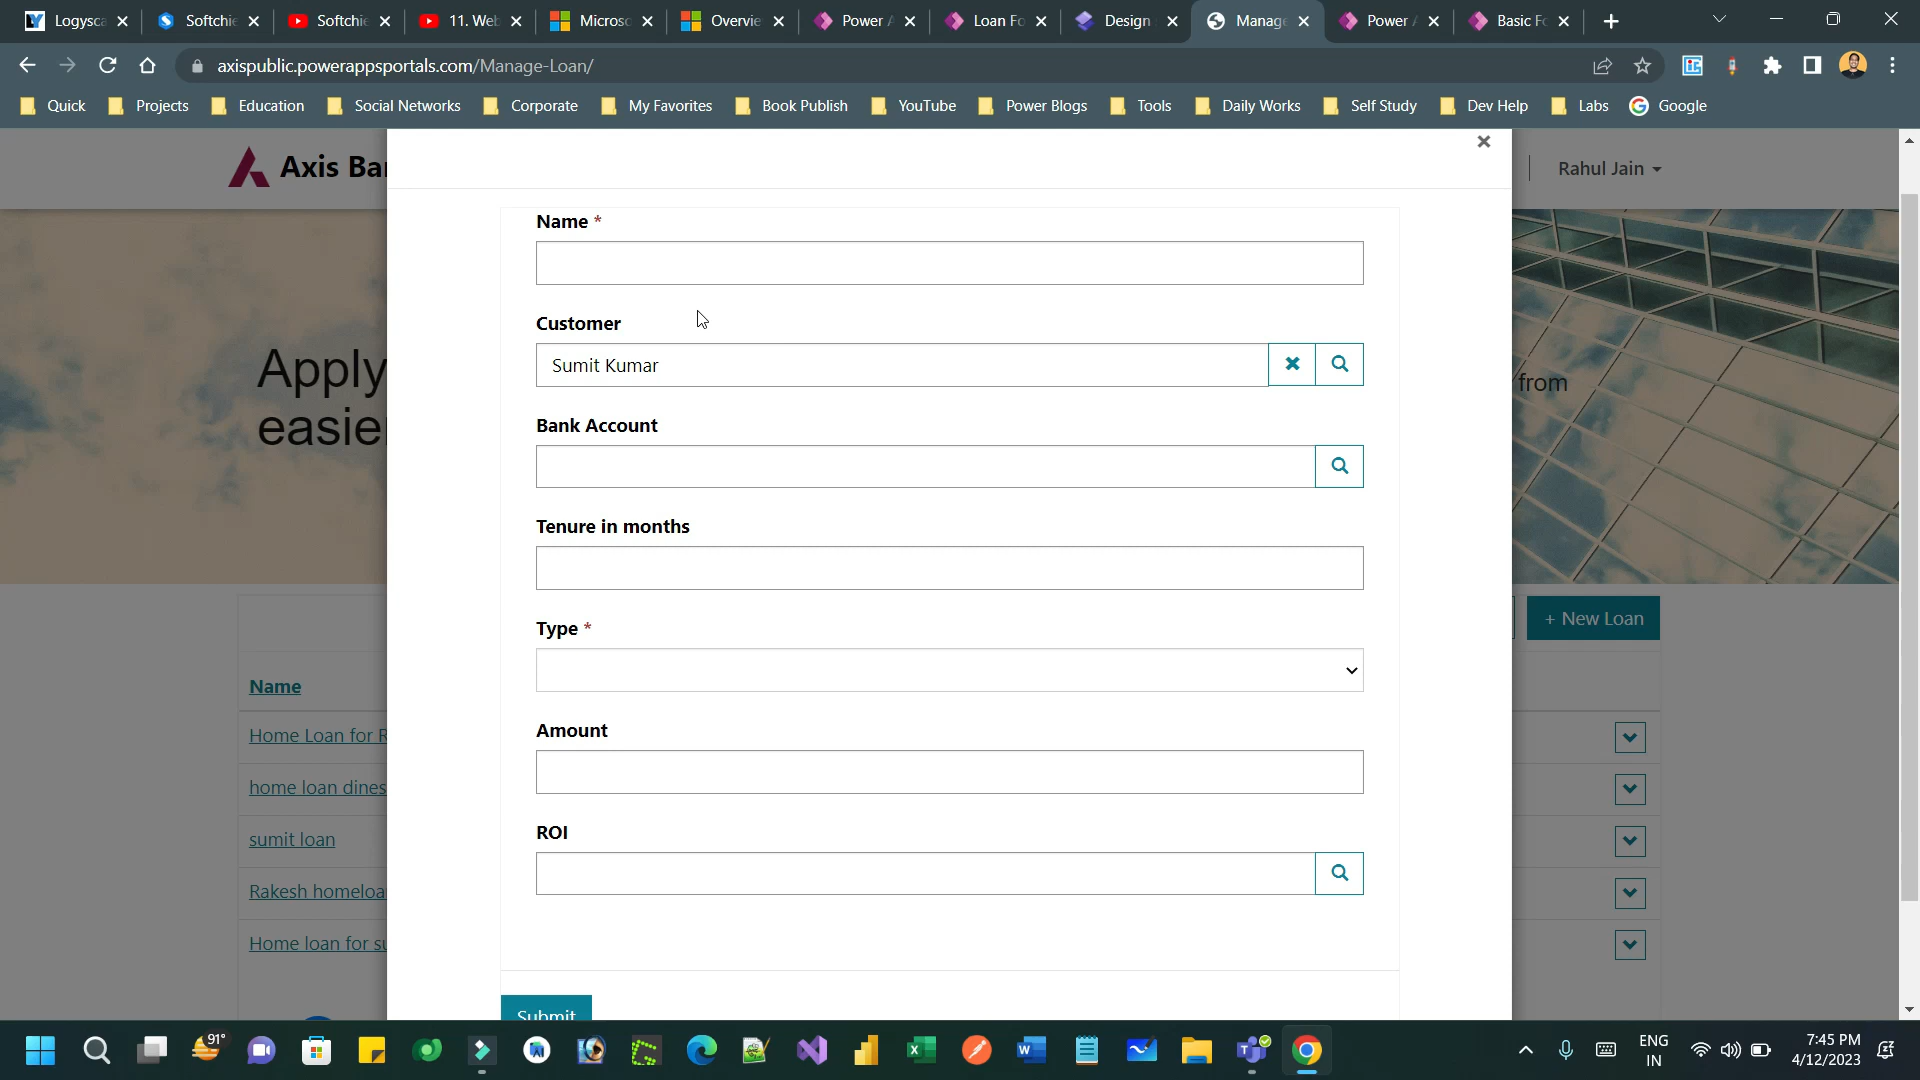 Logysca
Softchie
Softchie
11. Web
Microso
Overvie
Power A
Loan Fo
Design
Manage
Power A
Basic Fo
axispublic.powerappsportals.com/Manage-Loan/
Quick
Projects
Education
Social Networks
Corporate
My Favorites
Book Publish
YouTube
Power Blogs
Tools
Daily Works
Self Study
Dev Help
Labs
Google
Axis Ba
Rahul Jain
Name *
Customer
Sumit Kumar
Apply
easie
from
Bank Account
Tenure in months
Type *
+ New Loan
Name
Amount
Home Loan for R
home loan dines
sumit loan
ROI
Rakesh homeloa
Home loan for su
Submit
91°
ENG
IN
7:45 PM
4/12/2023